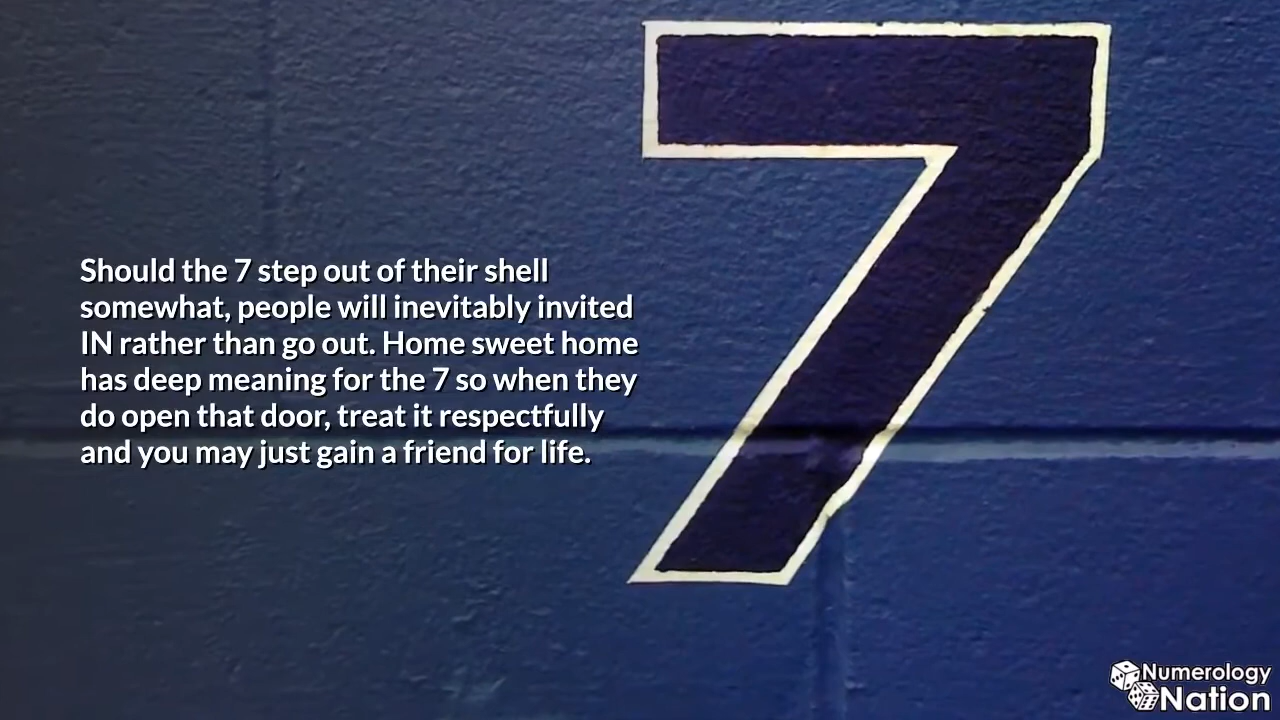 7
Should the 7 step out of their shell
somewhat, people will inevitably invited
IN rather than go out. Home sweet home
has deep meaning for the 7 so when they
do open that door, treat it respectfully
and you may just gain a friend for life.
Numerology
Nation